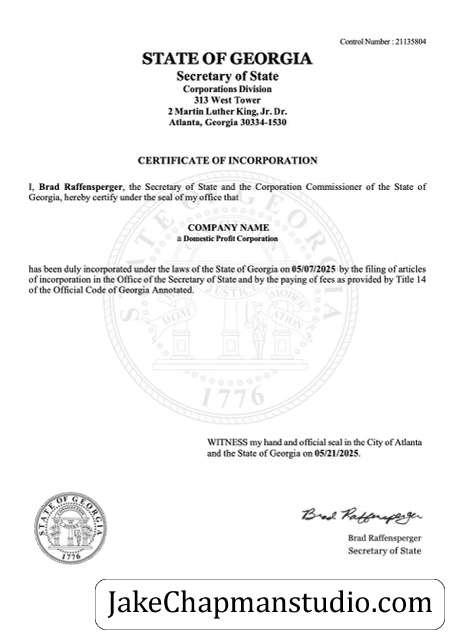 Control Number : 21135804
STATE OF GEORGIA
Secretary of State
Corporations Division
313 West Tower
2 Martin Luther King, Jr. Dr.
Atlanta, Georgia 30334-1530
CERTIFICATE OF INCORPORATION
I, Brad Raffensperger, the Secretary of State and the Corporation Commissioner of the State of
Georgia, hereby certify under the seal of my office that
COMPANY NAME
a Domestic Profit Corporation
has been duly incorporated under the laws of the State of Georgia on 05/07/2025 by the filing of articles
of incorporation in the Office of the Secretary of State and by the paying of fees as provided by Title 14
of the Official Code of Georgia Annotated.
STATE OF GEORGIA
JUSTICE
1776
WITNESS my hand and official seal in the City of Atlanta
and the State of Georgia on 05/21/2025.
STATE OF GEORGIA
1776
Brad Raffensperger
Brad Raffensperger
Secretary of State
JakeChapmanstudio.com